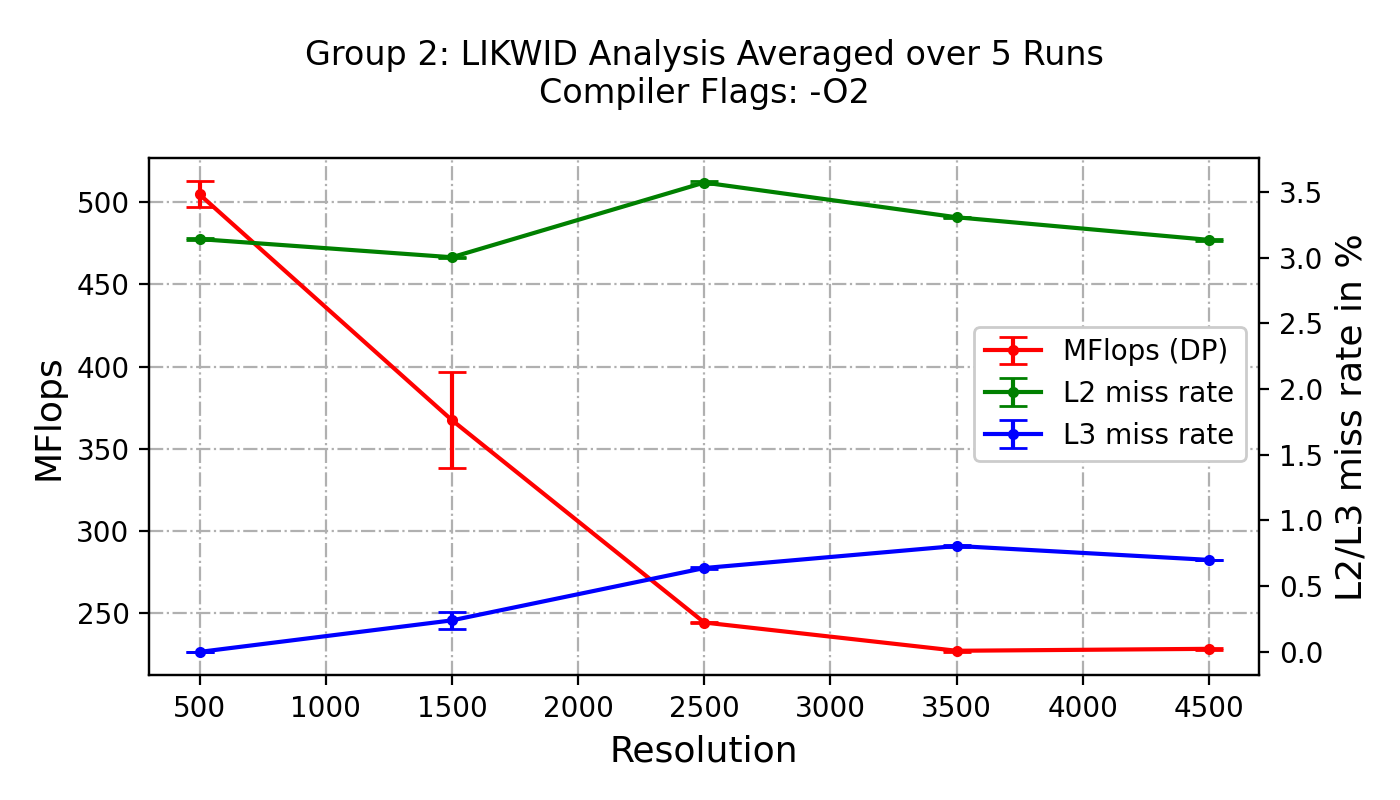 Group 2: LIKWID Analysis Averaged over 5 Runs
Compiler Flags: -O2
MFlops
500
450
400
350
300
250
3.5
3.0
2.5
2.0
1.5
1.0
0.5
0.0
L2/L3 miss rate in %
MFlops (DP)
L2 miss rate
L3 miss rate
500 1000 1500 2000 2500 3000 3500 4000 4500
Resolution